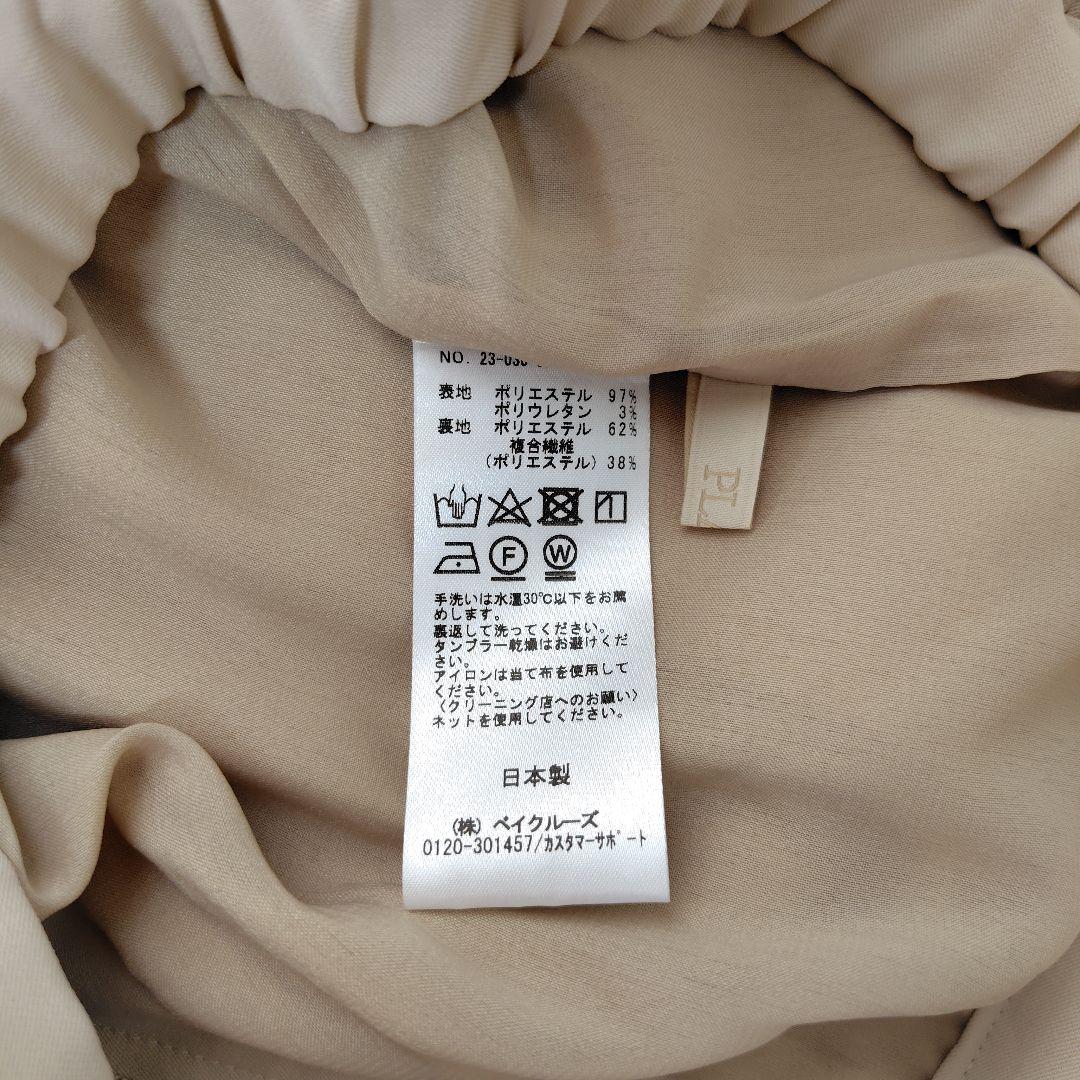 NO. 23-030
表地 ポリエステル 97%
ポリウレタン 3%
裏地 ポリエステル 62%
複合繊維
(ポリエステル) 38%
F W
手洗いは水温30℃以下をお薦
めします。
裏返して洗ってください。
タンブラー乾燥はお避けくだ
さい。
アイロンは当て布を使用して
ください。
〈クリーニング店へのお願い〉
ネットを使用してください。
日本製
(株) ベイクルーズ
0120-301457/カスタマーサポート
PL